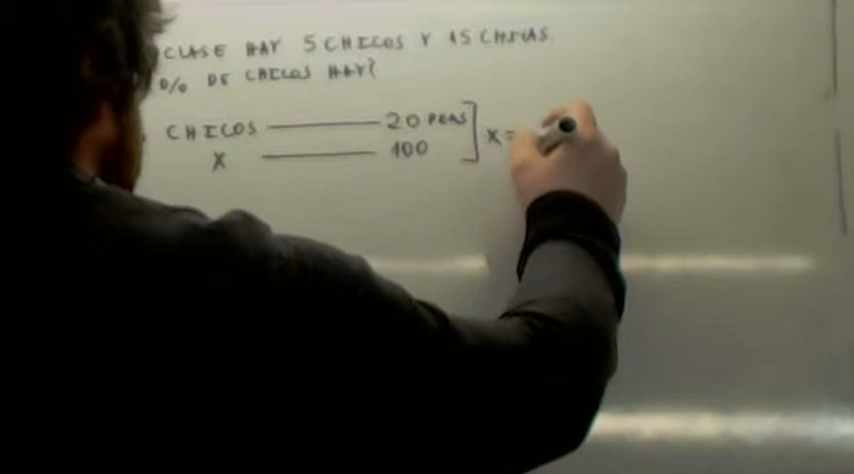 CLASE HAY 5 CHICOS Y 15 CHICAS
% DE CHICOS HAY?
CHICOS 20 PERS
X 100
X=